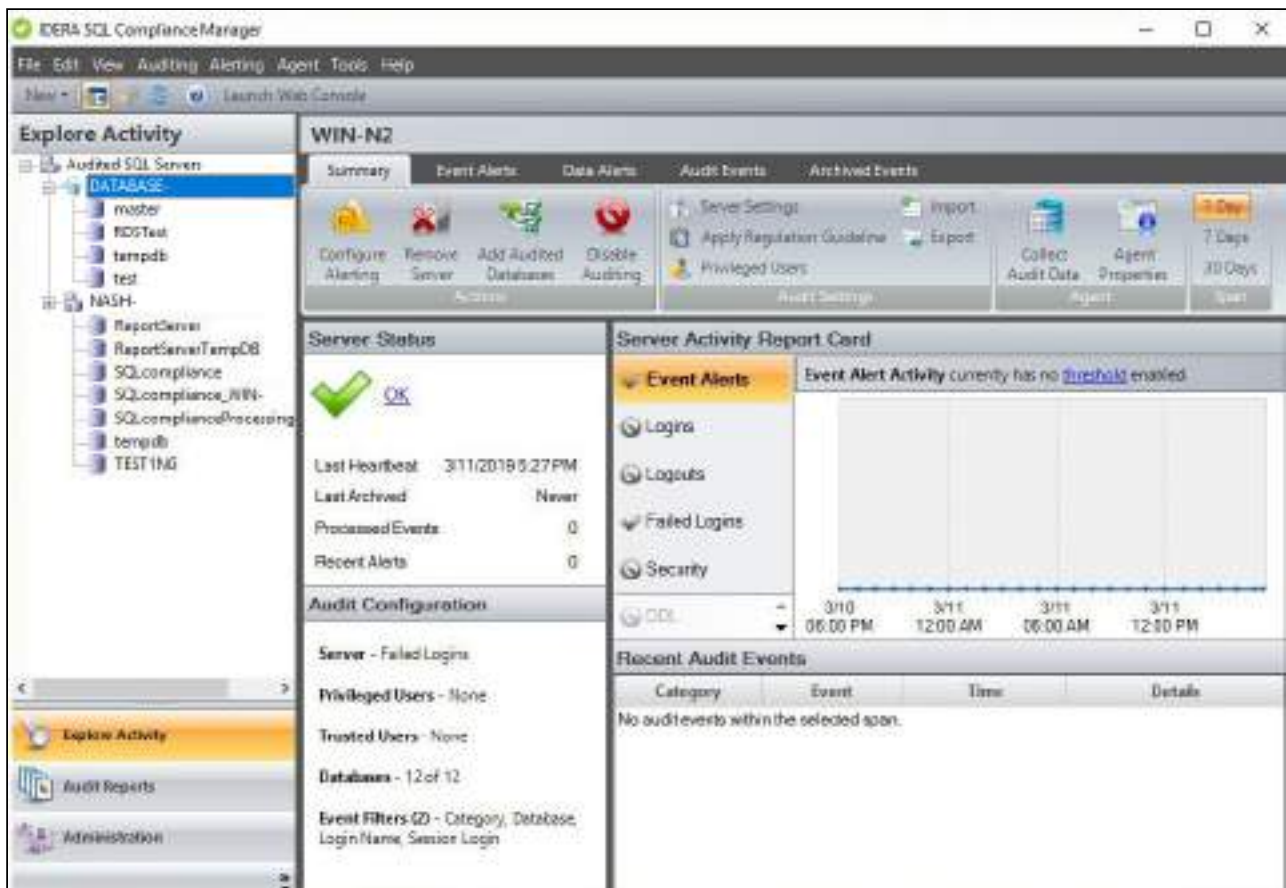 IDERA SQL Compliance Manager
File Edit View Auditing Alerting Agent Tools Help
New Launch Web Console
Explore Activity
Audited SQL Servers
DATABASE-
master
RDSTest
tempdb
test
NASH-
ReportServer
ReportServerTempDB
SQLcompliance
SQLcompliance_WIN-
SQLcomplianceProcessing
tempdb
TEST1NG
Explore Activity
Audit Reports
Administration
WIN-N2
Summary Event Alerts Data Alerts Audit Events Archived Events
Configure Alerting
Remove Server
Add Audited Databases
Disable Auditing
Actions
Server Settings
Apply Regulation Guideline
Privileged Users
Import
Export
Audit Settings
Collect Audit Data
Agent Properties
Agent
1 Day
7 Days
30 Days
Span
Server Status
OK
Last Heartbeat 3/11/2019 5:27 PM
Last Archived Never
Processed Events 0
Recent Alerts 0
Audit Configuration
Server - Failed Logins
Privileged Users - None
Trusted Users - None
Databases - 12 of 12
Event Filters (2) - Category, Database,
Login Name, Session Login
Server Activity Report Card
Event Alerts
Logins
Logouts
Failed Logins
Security
DDL
Event Alert Activity currently has no threshold enabled
3/10 06:00 PM
3/11 12:00 AM
3/11 06:00 AM
3/11 12:00 PM
Recent Audit Events
Category Event Time Details
No audit events within the selected span.